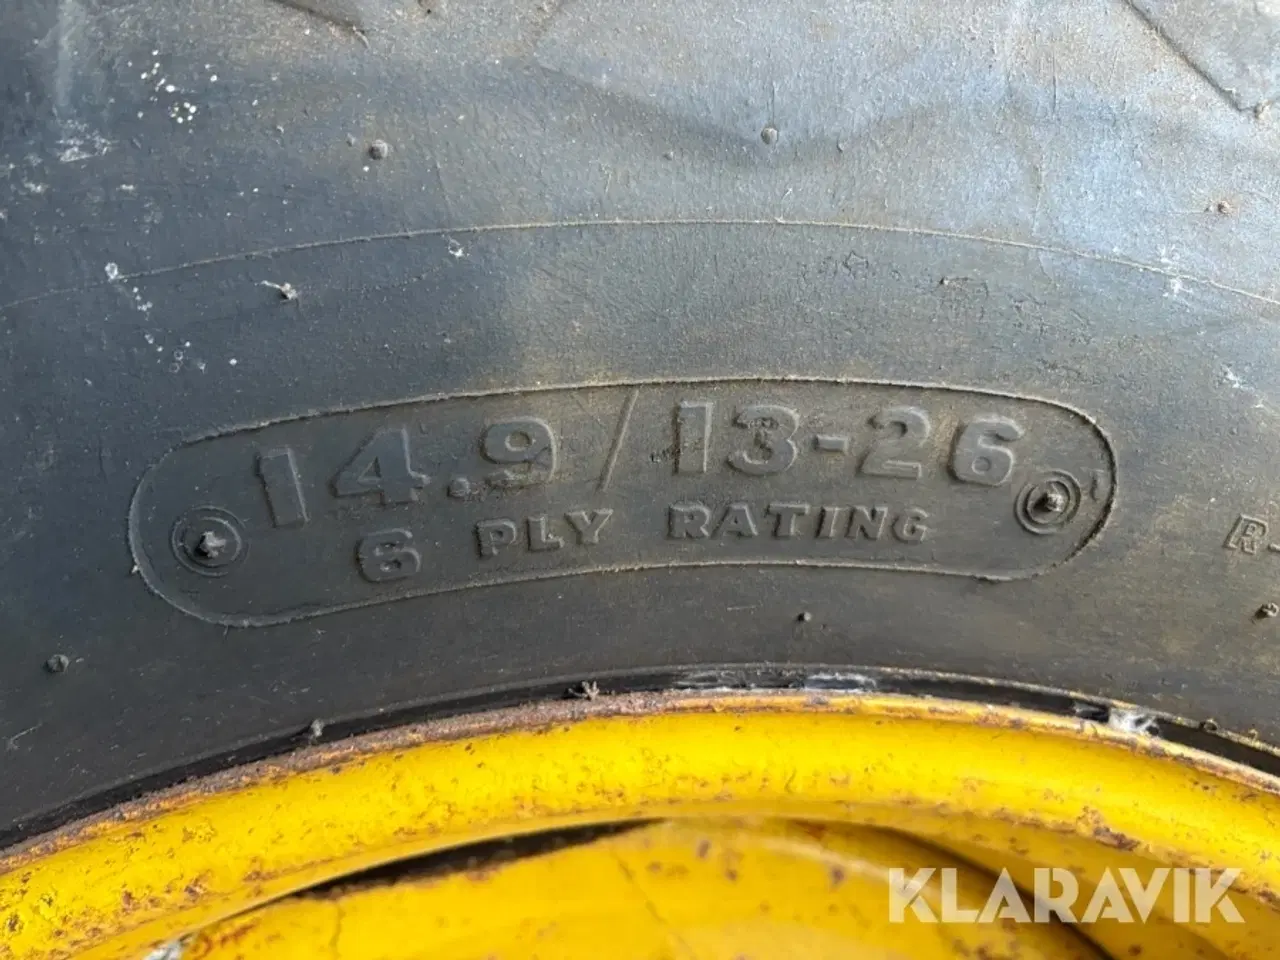 14.9/13-26
6 PLY RATING
R-
KLARAVIK